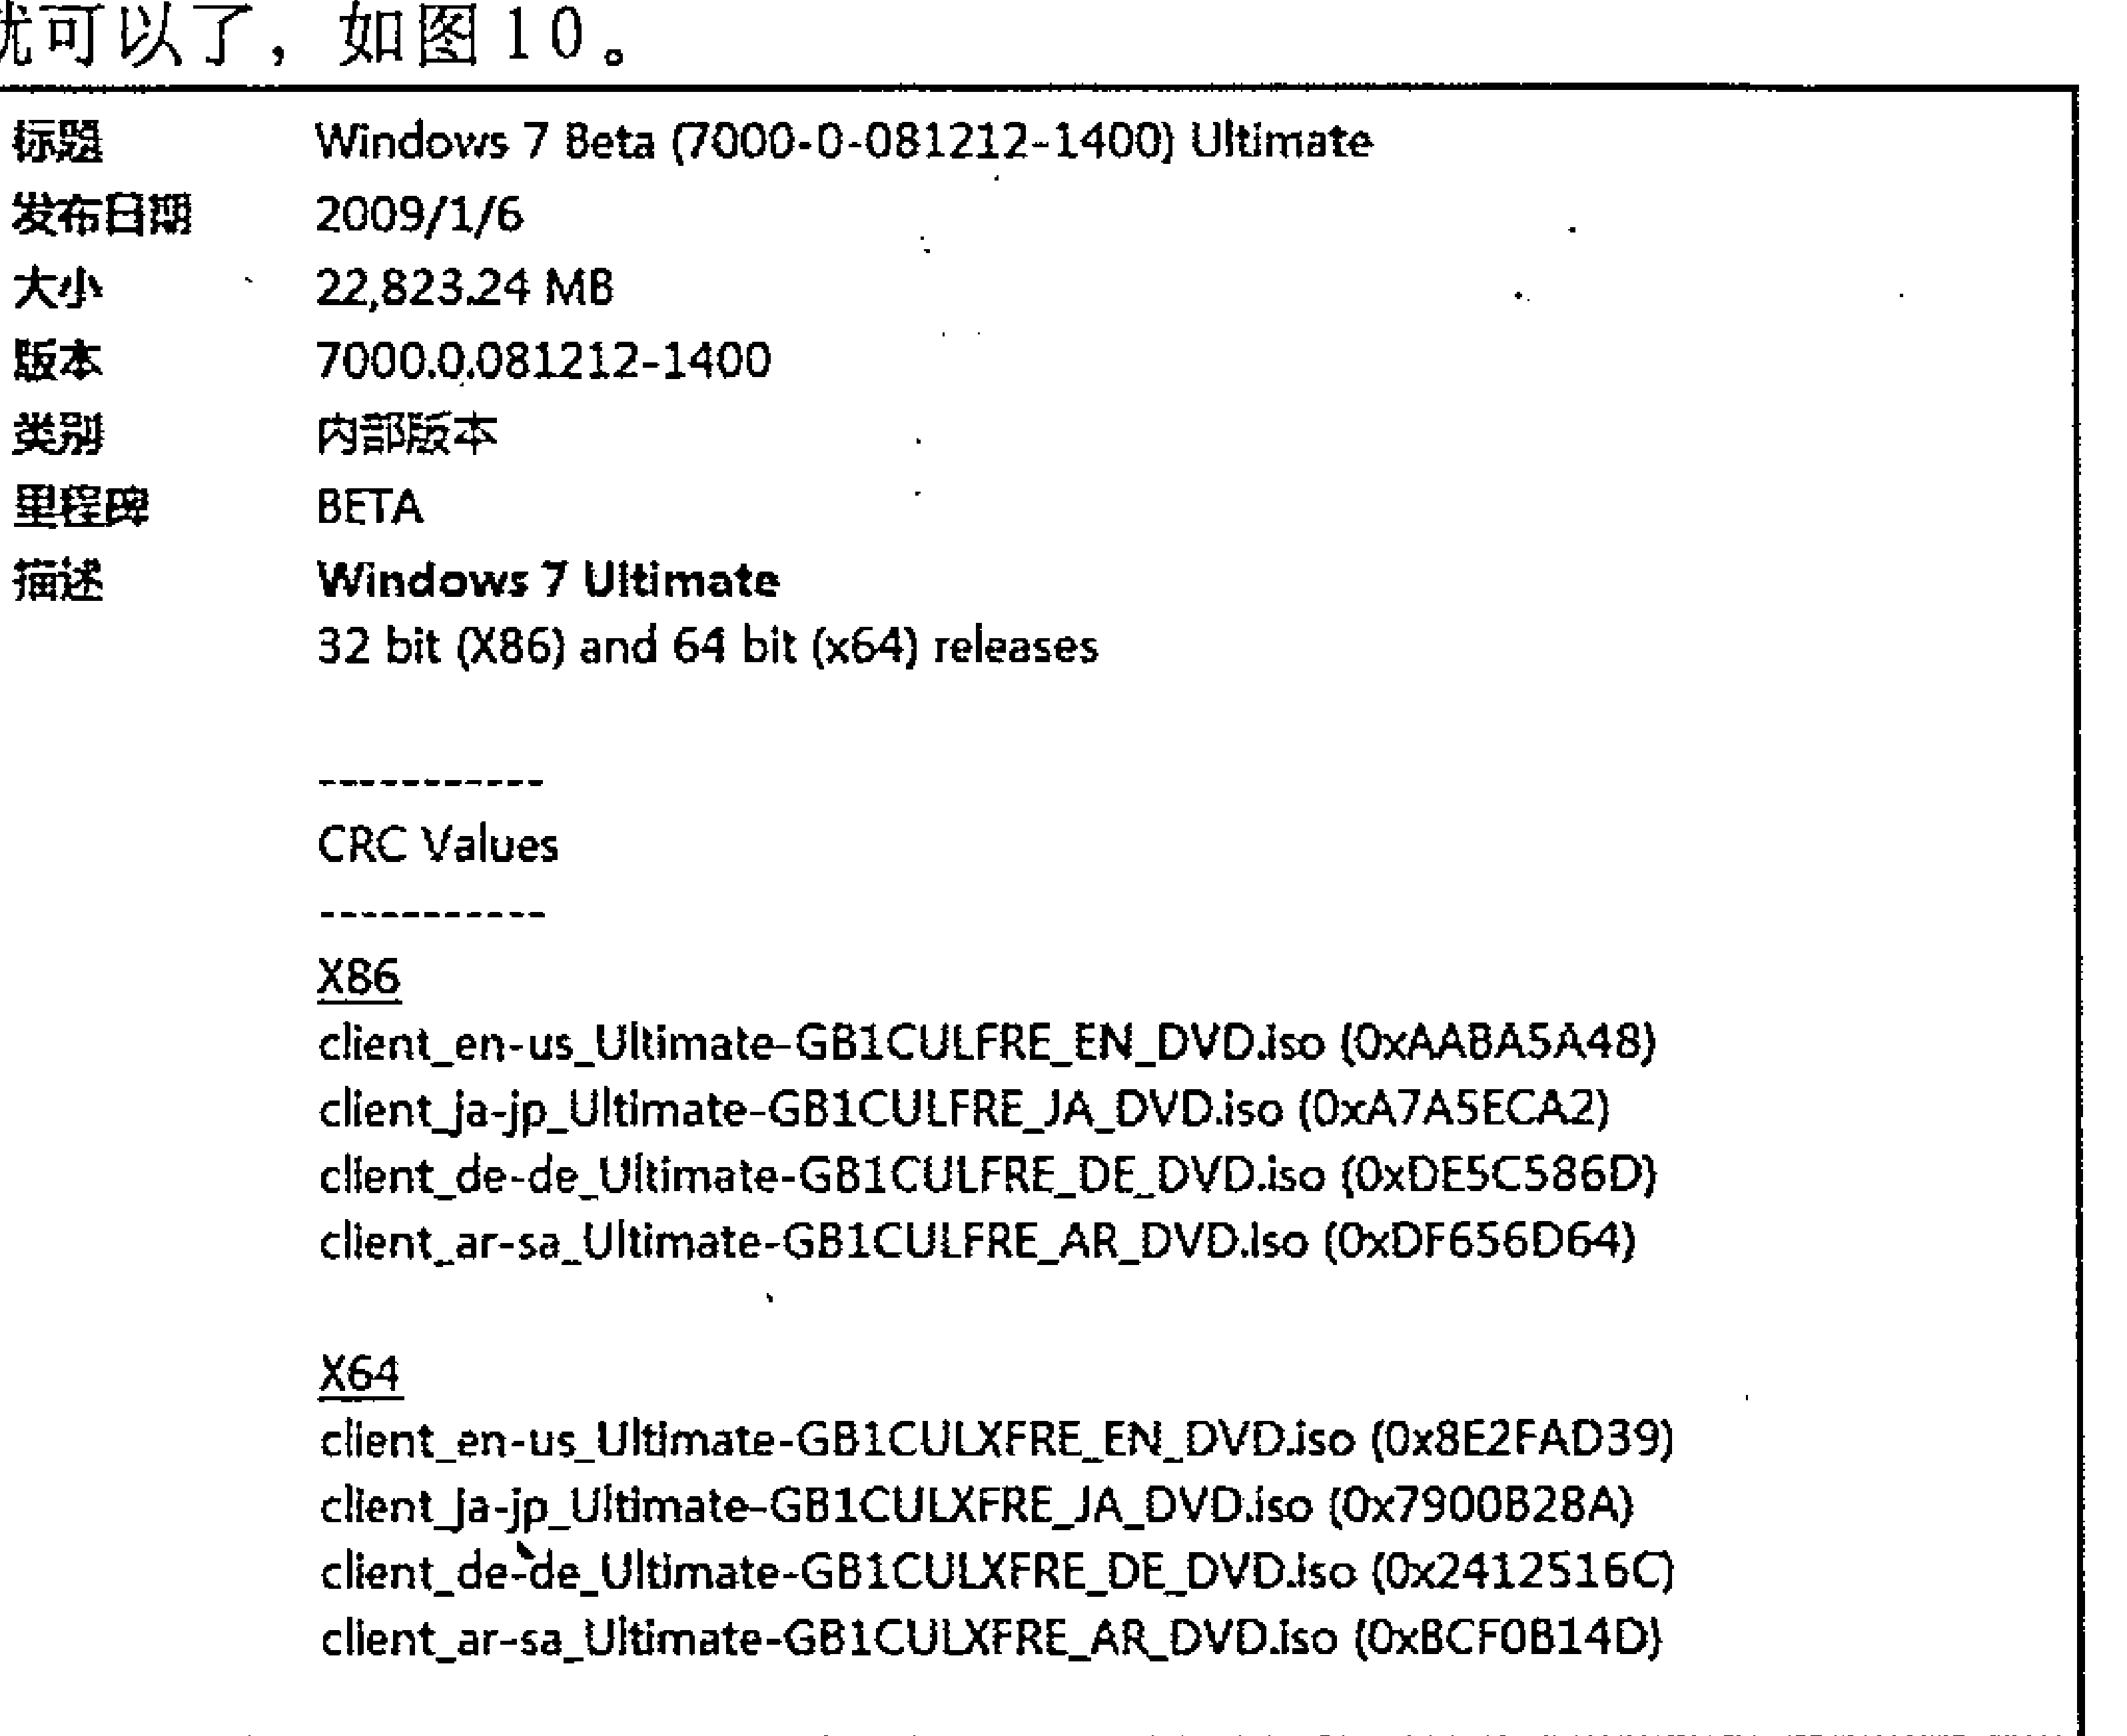 就可以了，如图10。
标题 Windows 7 Beta (7000-0-081212-1400) Ultimate
发布日期 2009/1/6
大小 22,823.24 MB
版本 7000.0.081212-1400
类别 内部版本
里程碑 BETA
描述 Windows 7 Ultimate
32 bit (X86) and 64 bit (x64) releases
-----------
CRC Values
-----------
X86
client_en-us_Ultimate-GB1CULFRE_EN_DVD.iso (0xAABA5A48)
client_ja-jp_Ultimate-GB1CULFRE_JA_DVD.iso (0xA7A5ECA2)
client_de-de_Ultimate-GB1CULFRE_DE_DVD.iso (0xDE5C586D)
client_ar-sa_Ultimate-GB1CULFRE_AR_DVD.iso (0xDF656D64)
X64
client_en-us_Ultimate-GB1CULXFRE_EN_DVD.iso (0x8E2FAD39)
client_ja-jp_Ultimate-GB1CULXFRE_JA_DVD.iso (0x7900B28A)
client_de-de_Ultimate-GB1CULXFRE_DE_DVD.iso (0x2412516C)
client_ar-sa_Ultimate-GB1CULXFRE_AR_DVD.iso (0xBCF0B14D)